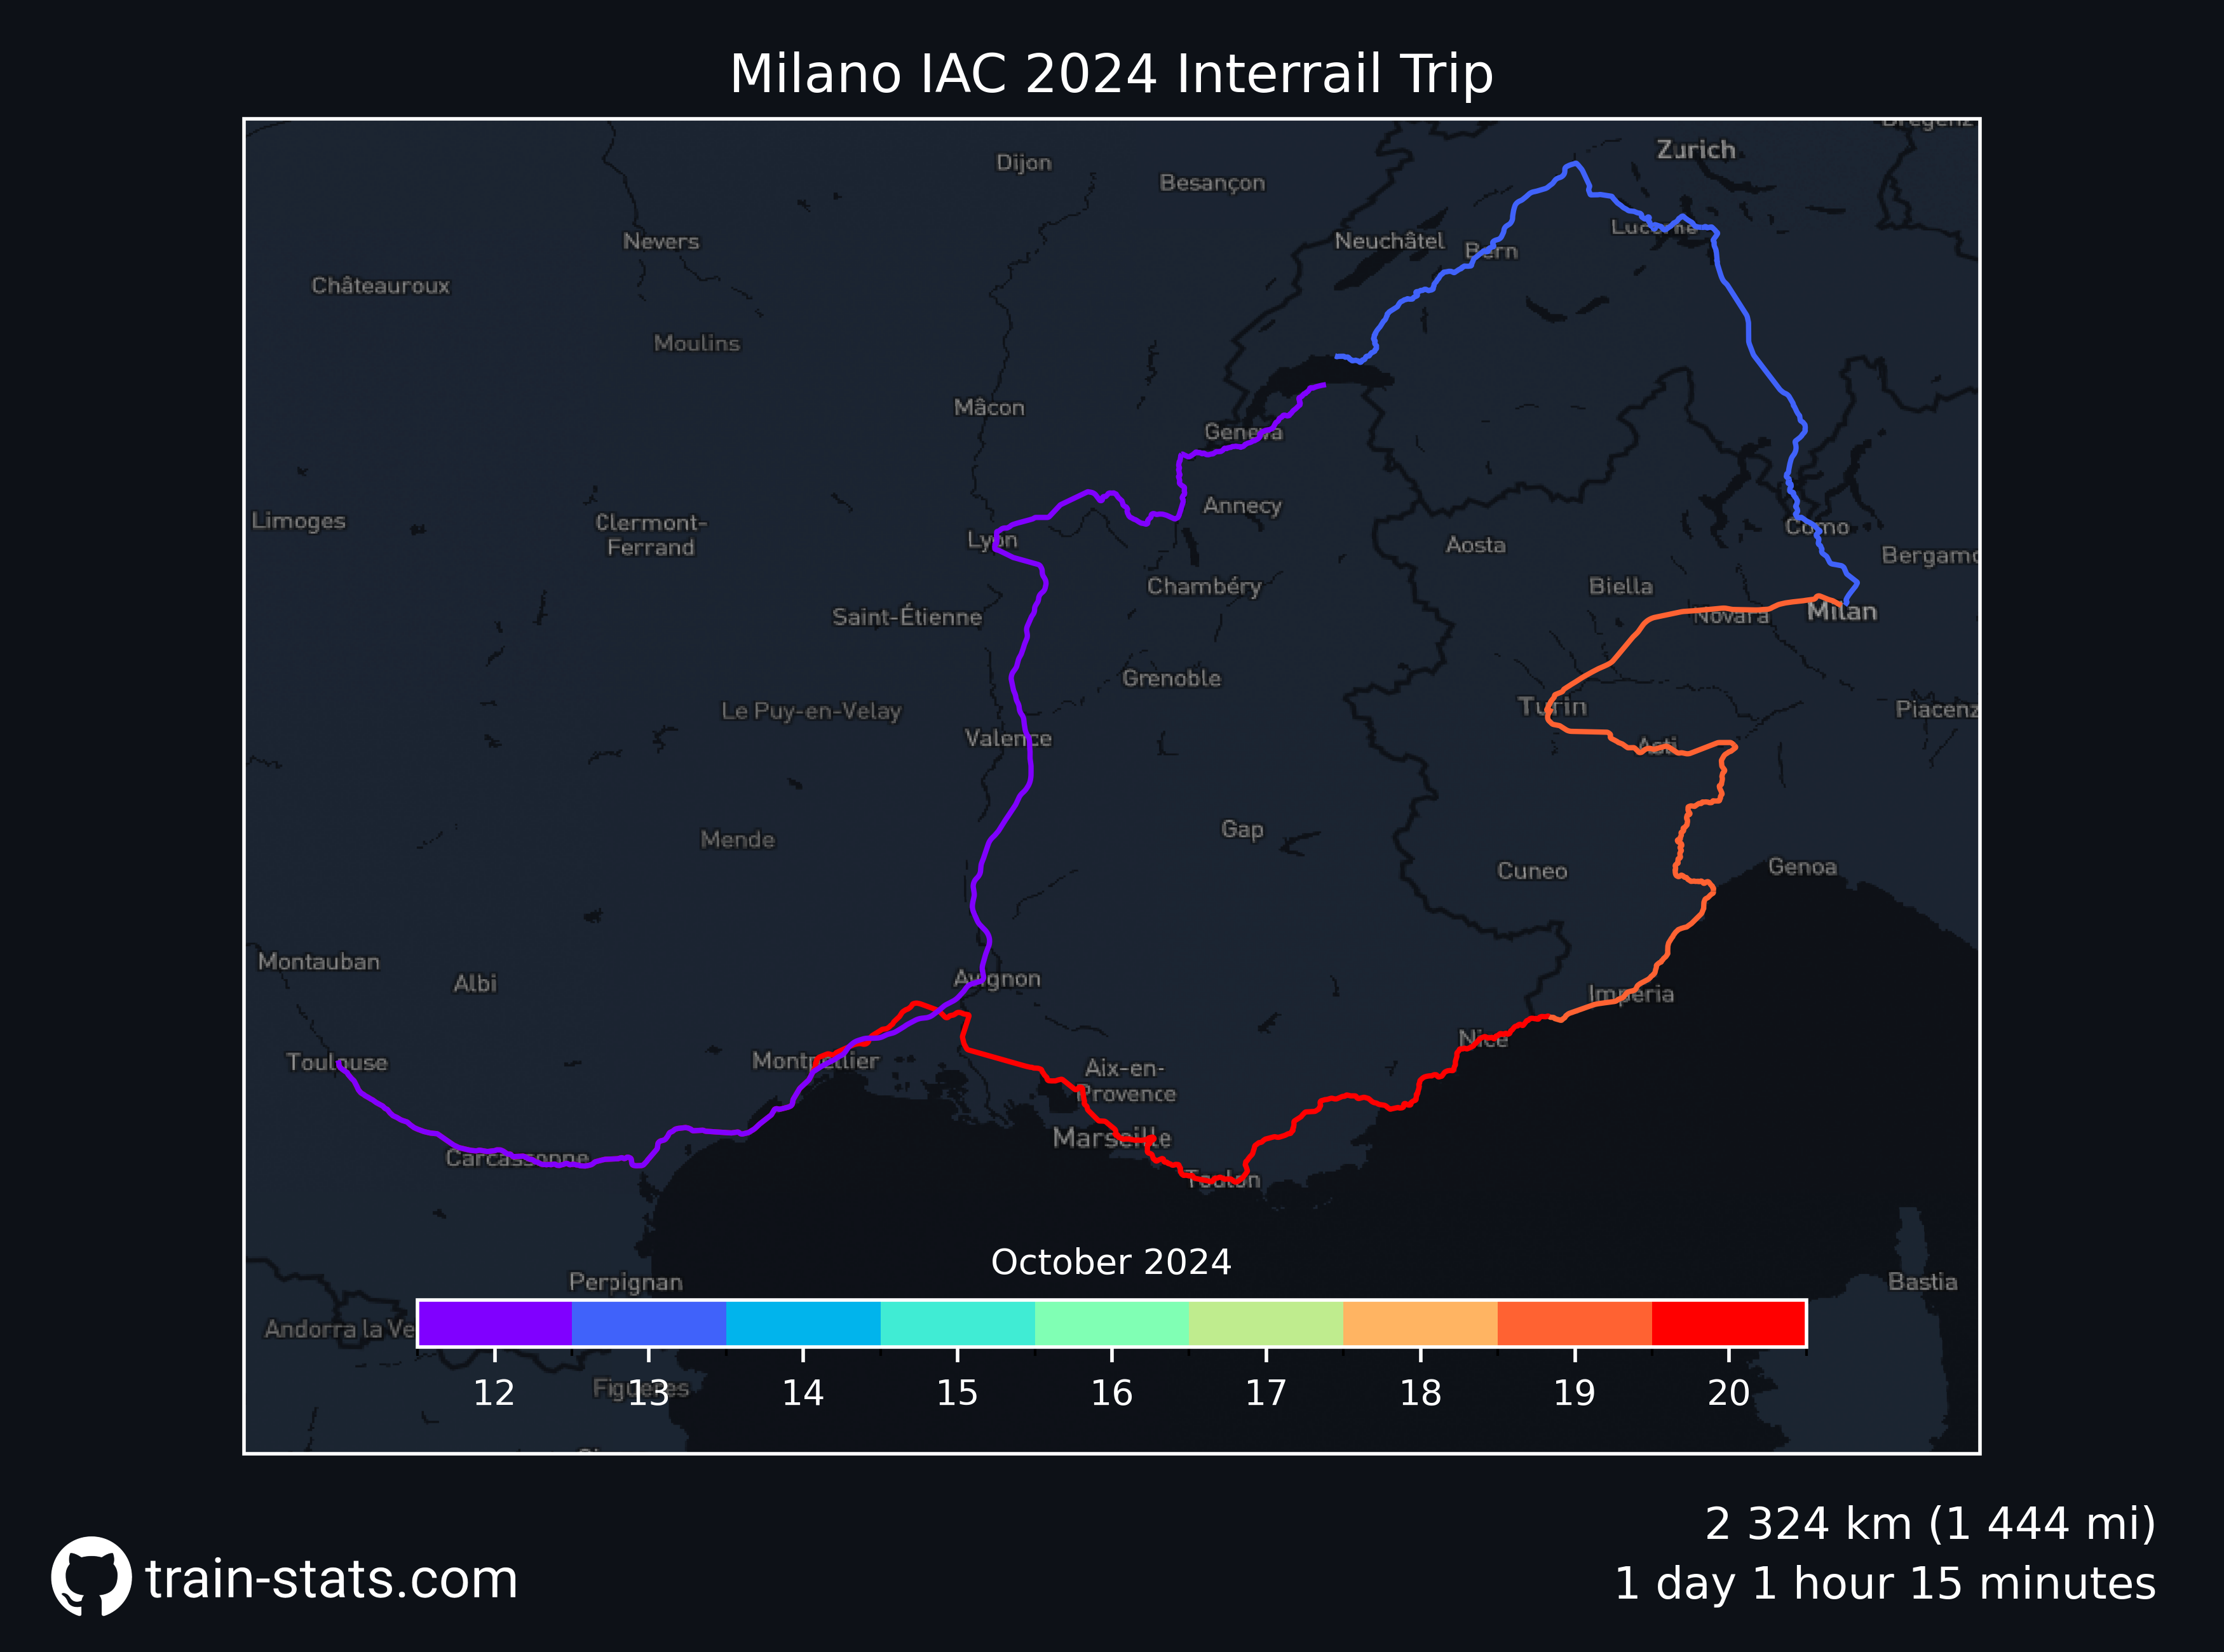 Milano IAC 2024 Interrail Trip
Zurich
Dijon
Besançon
Neuchâtel
Lucerne
Nevers
Bern
Châteauroux
Moulins
Mâcon
Geneva
Annecy
Limoges
Clermont-
Ferrand
Lyon
Como
Aosta
Bergamo
Chambéry
Biella
Saint-Étienne
Novara
Milan
Grenoble
Le Puy-en-Velay
Turin
Piacenz
Valence
Asti
Mende
Gap
Cuneo
Genoa
Montauban
Albi
Avignon
Imperia
Toulouse
Montpellier
Nice
Aix-en-
Provence
Marseille
Carcassonne
Toulon
October 2024
Perpignan
Bastia
Andorra la Ve
Figueres
12 13 14 15 16 17 18 19 20
2 324 km (1 444 mi)
train-stats.com
1 day 1 hour 15 minutes